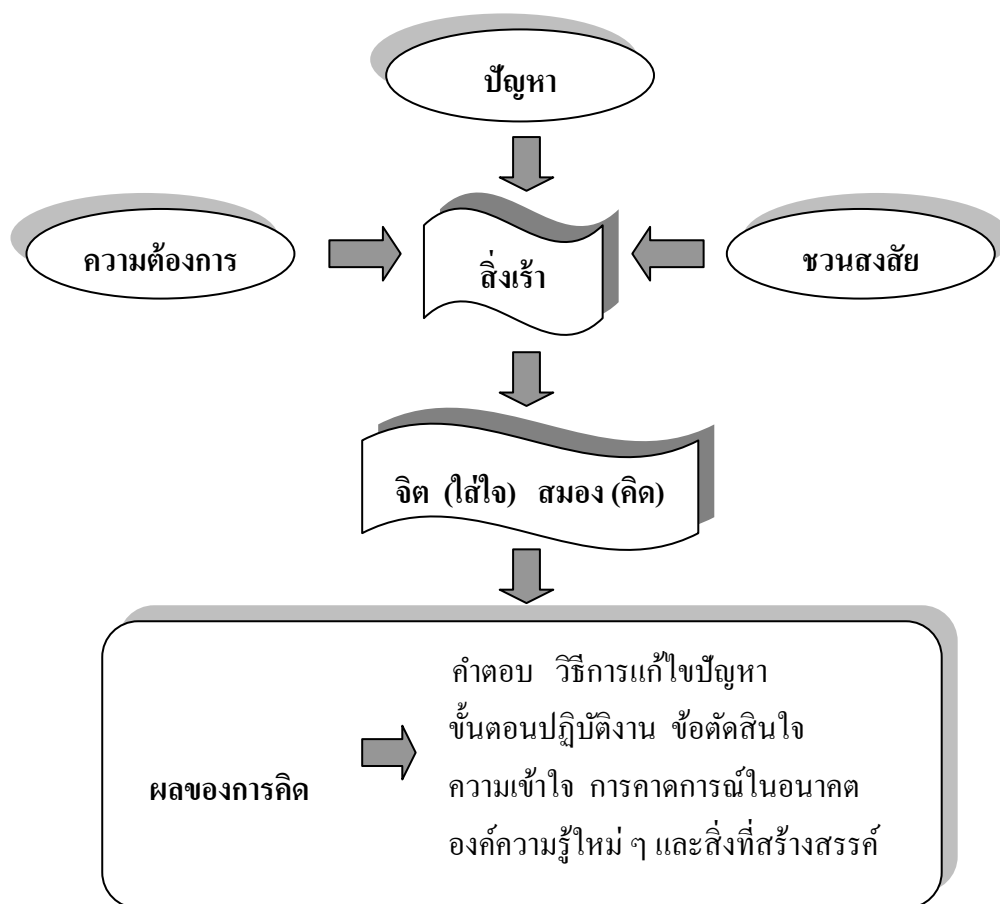 ปัญหา
ความต้องการ
สิ่งเร้า
ชวนสงสัย
จิต (ใส่ใจ) สมอง (คิด)
ผลของการคิด
คำตอบ วิธีการแก้ไขปัญหา
ขั้นตอนปฏิบัติงาน ข้อตัดสินใจ
ความเข้าใจ การคาดการณ์ในอนาคต
องค์ความรู้ใหม่ ๆ และสิ่งที่สร้างสรรค์